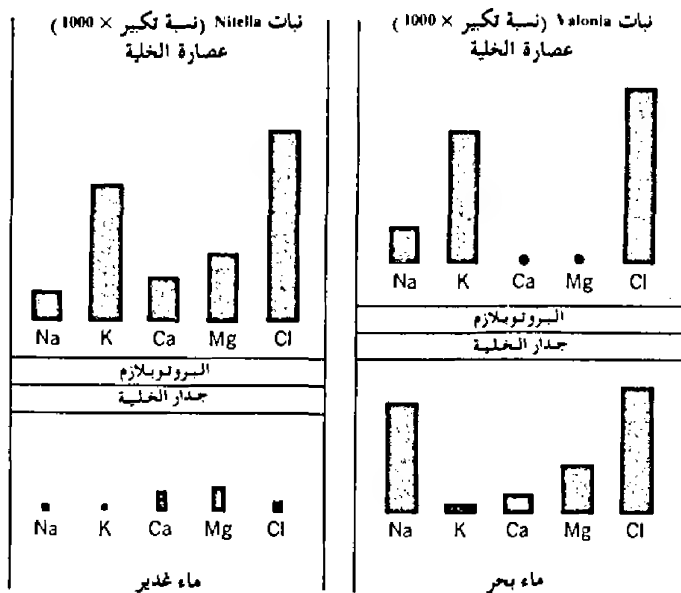 نبات Nitella (نسبة تكبير × 1000)
عصارة الخلية
Na K Ca Mg Cl
البروتوبلازم
جدار الخلية
Na K Ca Mg Cl
ماء غدير
نبات Valonia (نسبة تكبير × 1000)
عصارة الخلية
Na K Ca Mg Cl
البروتوبلازم
جدار الخلية
Na K Ca Mg Cl
ماء بحر